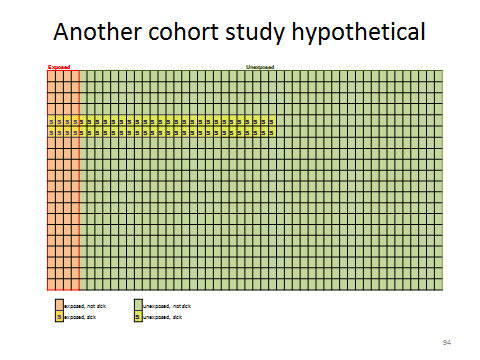 Another cohort study hypothetical
Exposed Unexposed
S S S S S S S S S S S S S S S S S S S S S S S S S S S S S
S S S S S S S S S S S S S S S S S S S S S S S S S S S S S
exposed, not sick unexposed, not sick
S exposed, sick S unexposed, sick
94